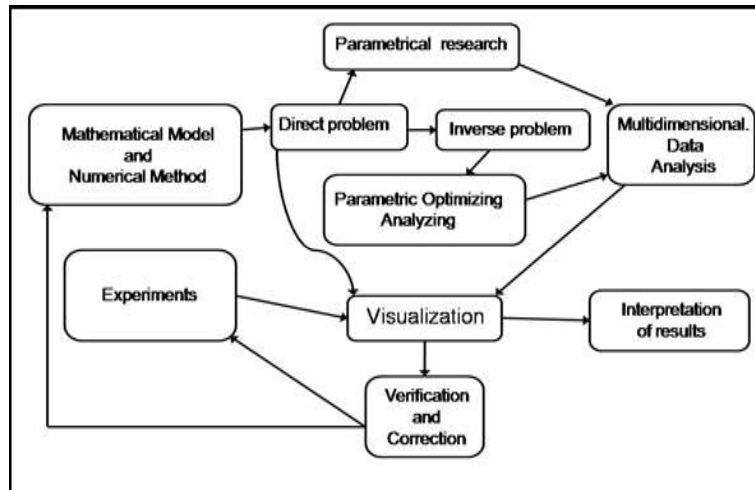 Parametrical research
Mathematical Model
and
Numerical Method
Direct problem
Inverse problem
Multidimensional.
Data
Analysis
Parametric Optimizing
Analyzing
Experiments
Visualization
Interpretation
of results
Verification
and
Correction